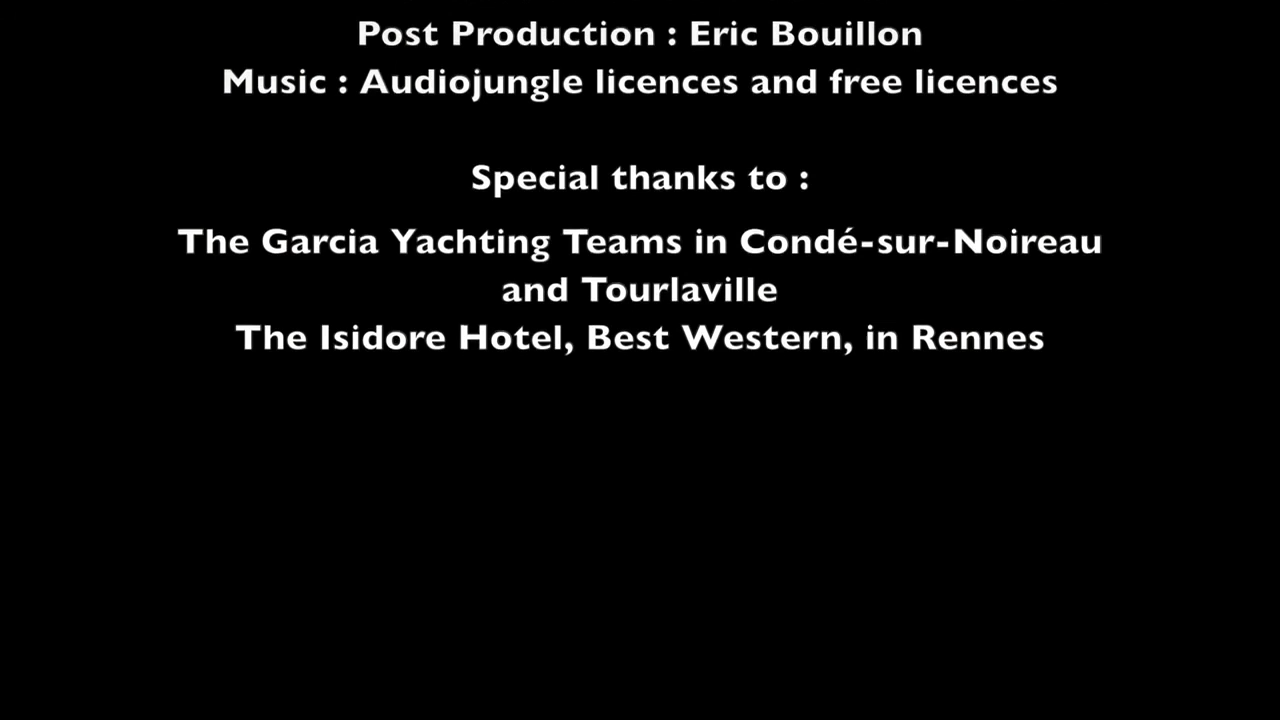 Post Production : Eric Bouillon
Music : Audiojungle licences and free licences
Special thanks to :
The Garcia Yachting Teams in Condé-sur-Noireau
and Tourlaville
The Isidore Hotel, Best Western, in Rennes